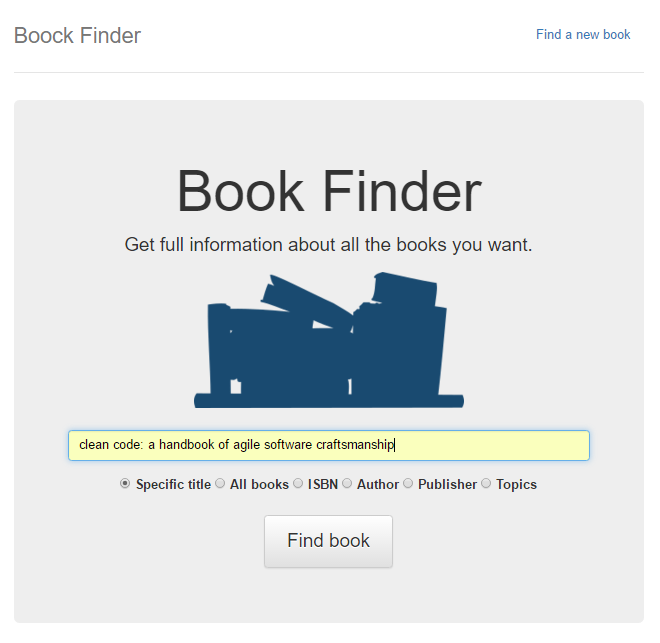 Boock Finder
Find a new book
Book Finder
Get full information about all the books you want.
clean code: a handbook of agile software craftsmanship
Specific title All books ISBN Author Publisher Topics
Find book